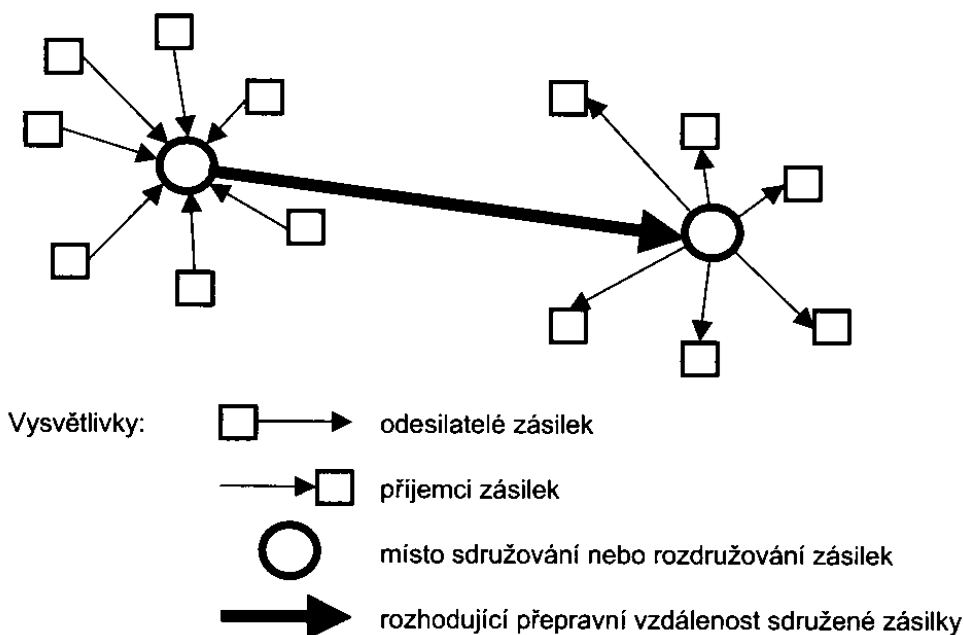 Vysvětlivky:
odesilatelé zásilek
příjemci zásilek
místo sdružování nebo rozdružování zásilek
rozhodující přepravní vzdálenost sdružené zásilky